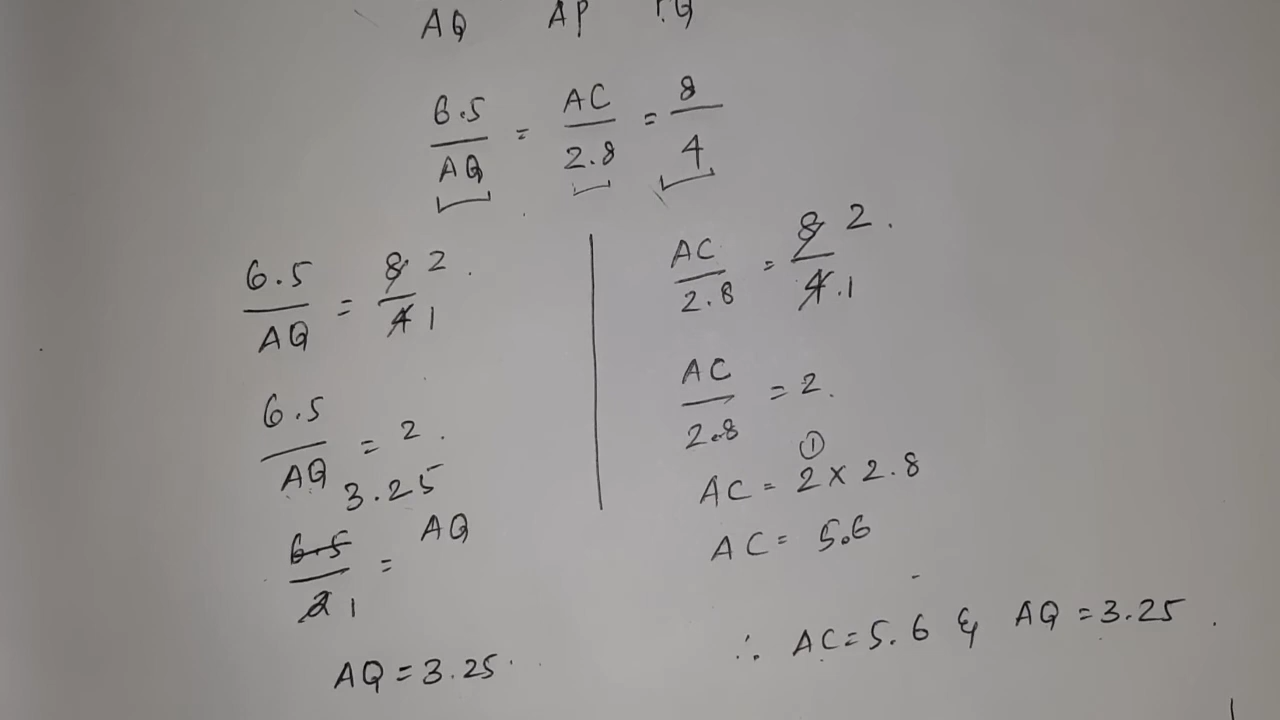 AQ AP PQ
6.5/AQ = AC/2.8 = 8/4
6.5/AQ = 8/4 2/1
6.5/AQ = 2.
3.25
6.5/2 1 = AQ
AQ = 3.25.
AC/2.8 = 8/4 2./1
AC/2.8 = 2.
1
AC = 2 x 2.8
AC = 5.6
∴ AC = 5.6 & AQ = 3.25.